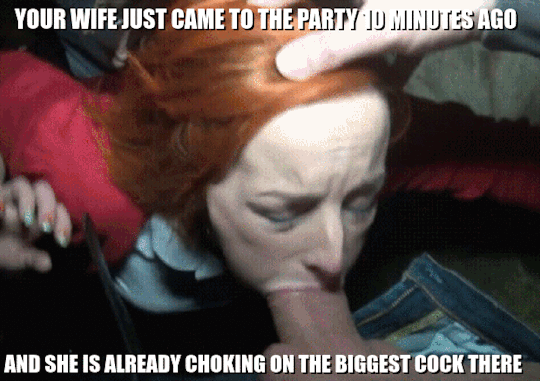 YOUR WIFE JUST CAME TO THE PARTY 10 MINUTES AGO
AND SHE IS ALREADY CHOKING ON THE BIGGEST COCK THERE